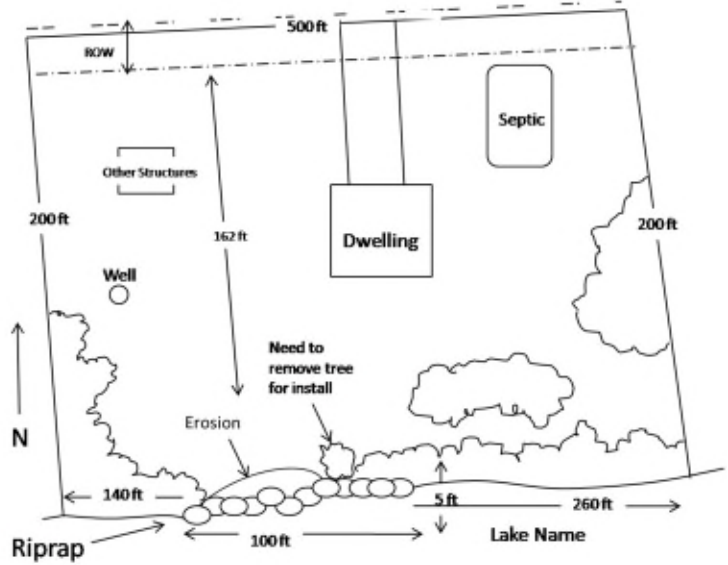 500 ft
ROW
Septic
Other Structures
200 ft
162 ft
Dwelling
200 ft
Well
Need to
remove tree
for install
Erosion
N
140 ft
5 ft
260 ft
Riprap
100 ft
Lake Name